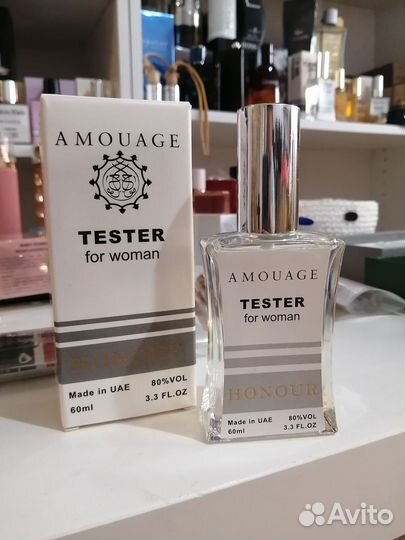 AMOUAGE
TESTER
for woman
HONOUR
Made in UAE 80%VOL
60ml 3.3 FL.OZ
AMOUAGE
TESTER
for woman
HONOUR
Made in UAE 80%VOL
60ml 3.3 FL.OZ
Avito